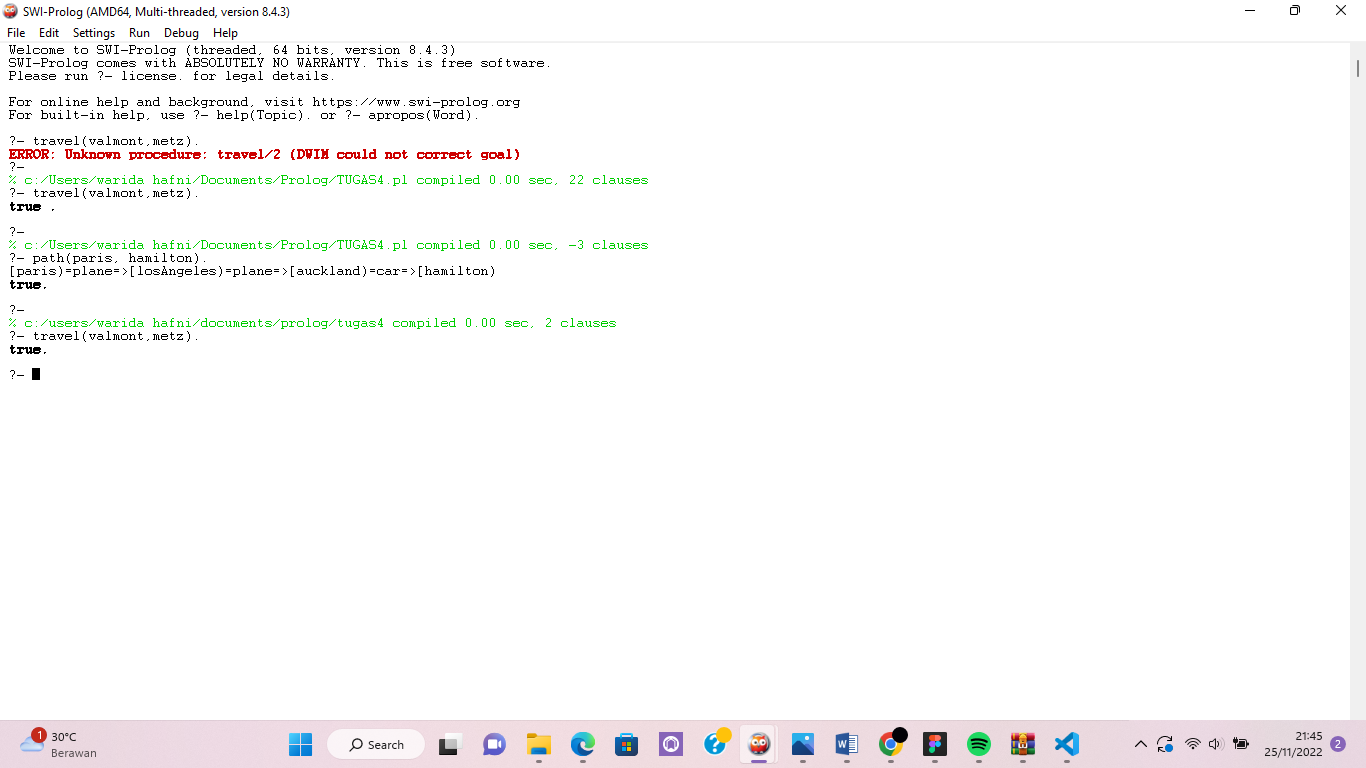 SWI-Prolog (AMD64, Multi-threaded, version 8.4.3)
File Edit Settings Run Debug Help
Welcome to SWI-Prolog (threaded, 64 bits, version 8.4.3)
SWI-Prolog comes with ABSOLUTELY NO WARRANTY. This is free software.
Please run ?- license. for legal details.
For online help and background, visit https://www.swi-prolog.org
For built-in help, use ?- help(Topic). or ?- apropos(Word).
?- travel(valmont,metz).
ERROR: Unknown procedure: travel/2 (DWIM could not correct goal)
?-
% c:/Users/warida hafni/Documents/Prolog/TUGAS4.pl compiled 0.00 sec, 22 clauses
?- travel(valmont,metz).
true .
?-
% c:/Users/warida hafni/Documents/Prolog/TUGAS4.pl compiled 0.00 sec, -3 clauses
?- path(paris, hamilton).
[paris)=plane=>[losAngeles)=plane=>[auckland)=car=>[hamilton)
true.
?-
% c:/users/warida hafni/documents/prolog/tugas4 compiled 0.00 sec, 2 clauses
?- travel(valmont,metz).
true.
?-
1
30°C
Berawan
Search
21:45
25/11/2022
2